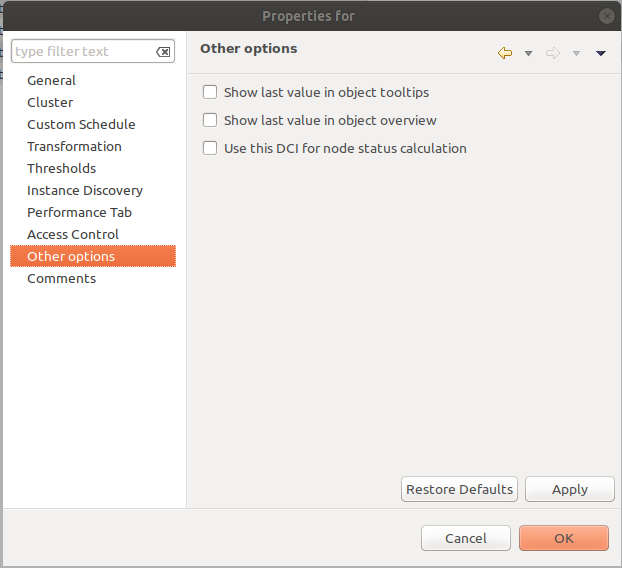 Properties for
type filter text
General
Cluster
Custom Schedule
Transformation
Thresholds
Instance Discovery
Performance Tab
Access Control
Other options
Comments
Other options
Show last value in object tooltips
Show last value in object overview
Use this DCI for node status calculation
Restore Defaults
Apply
Cancel
OK